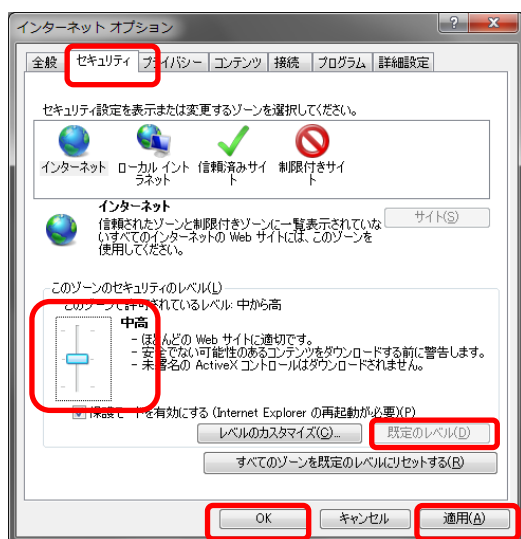 インターネット オプション
全般 セキュリティ プライバシー コンテンツ 接続 プログラム 詳細設定
セキュリティ設定を表示または変更するゾーンを選択してください。
インターネット ローカル イントラネット 信頼済みサイト 制限付きサイト
インターネット
サイト(S)
信頼されたゾーンと制限付きゾーンに一覧表示されていな
いすべてのインターネットの Web サイトには、このゾーンを
使用してください。
このゾーンのセキュリティのレベル(L)
このゾーンで許可されているレベル: 中から高
中高
- ほとんどの Web サイトに適切です。
- 安全でない可能性のあるコンテンツをダウンロードする前に警告します。
- 未署名の ActiveX コントロールはダウンロードされません。
保護モードを有効にする (Internet Explorer の再起動が必要)(P)
レベルのカスタマイズ(C)... 既定のレベル(D)
すべてのゾーンを既定のレベルにリセットする(R)
OK キャンセル 適用(A)